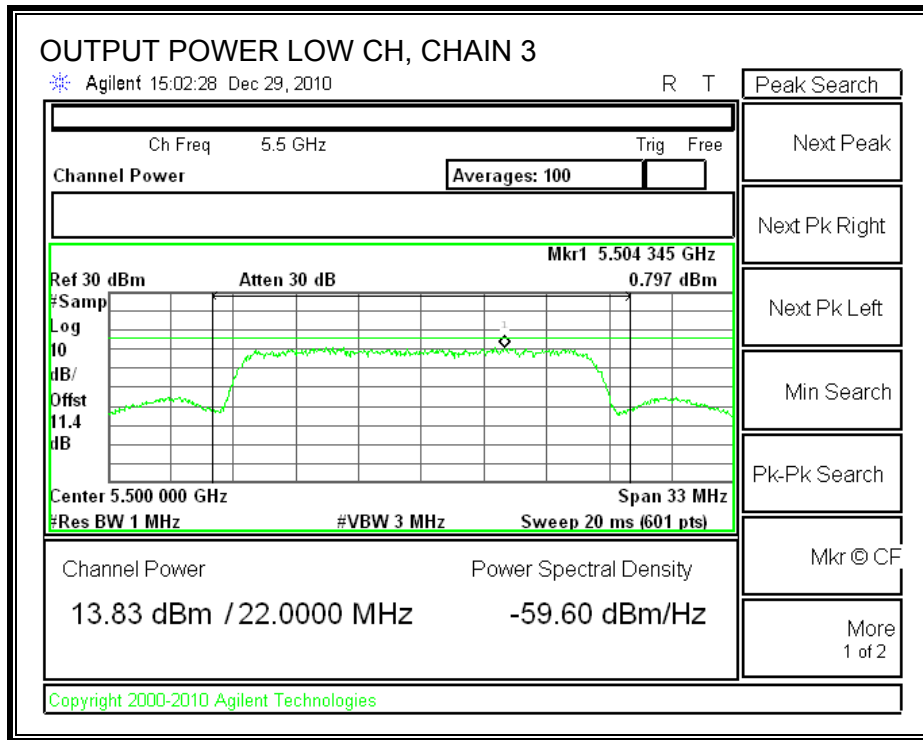 OUTPUT POWER LOW CH, CHAIN 3
Agilent 15:02:28 Dec 29, 2010 R T
Peak Search
Ch Freq 5.5 GHz Trig Free
Channel Power Averages: 100
Mkr1 5.504 345 GHz
Ref 30 dBm Atten 30 dB 0.797 dBm
#Samp
Log
10
dB/
Offst
11.4
dB
1
Center 5.500 000 GHz Span 33 MHz
#Res BW 1 MHz #VBW 3 MHz Sweep 20 ms (601 pts)
Channel Power Power Spectral Density
13.83 dBm / 22.0000 MHz -59.60 dBm/Hz
Copyright 2000-2010 Agilent Technologies
Next Peak
Next Pk Right
Next Pk Left
Min Search
Pk-Pk Search
Mkr © CF
More
1 of 2